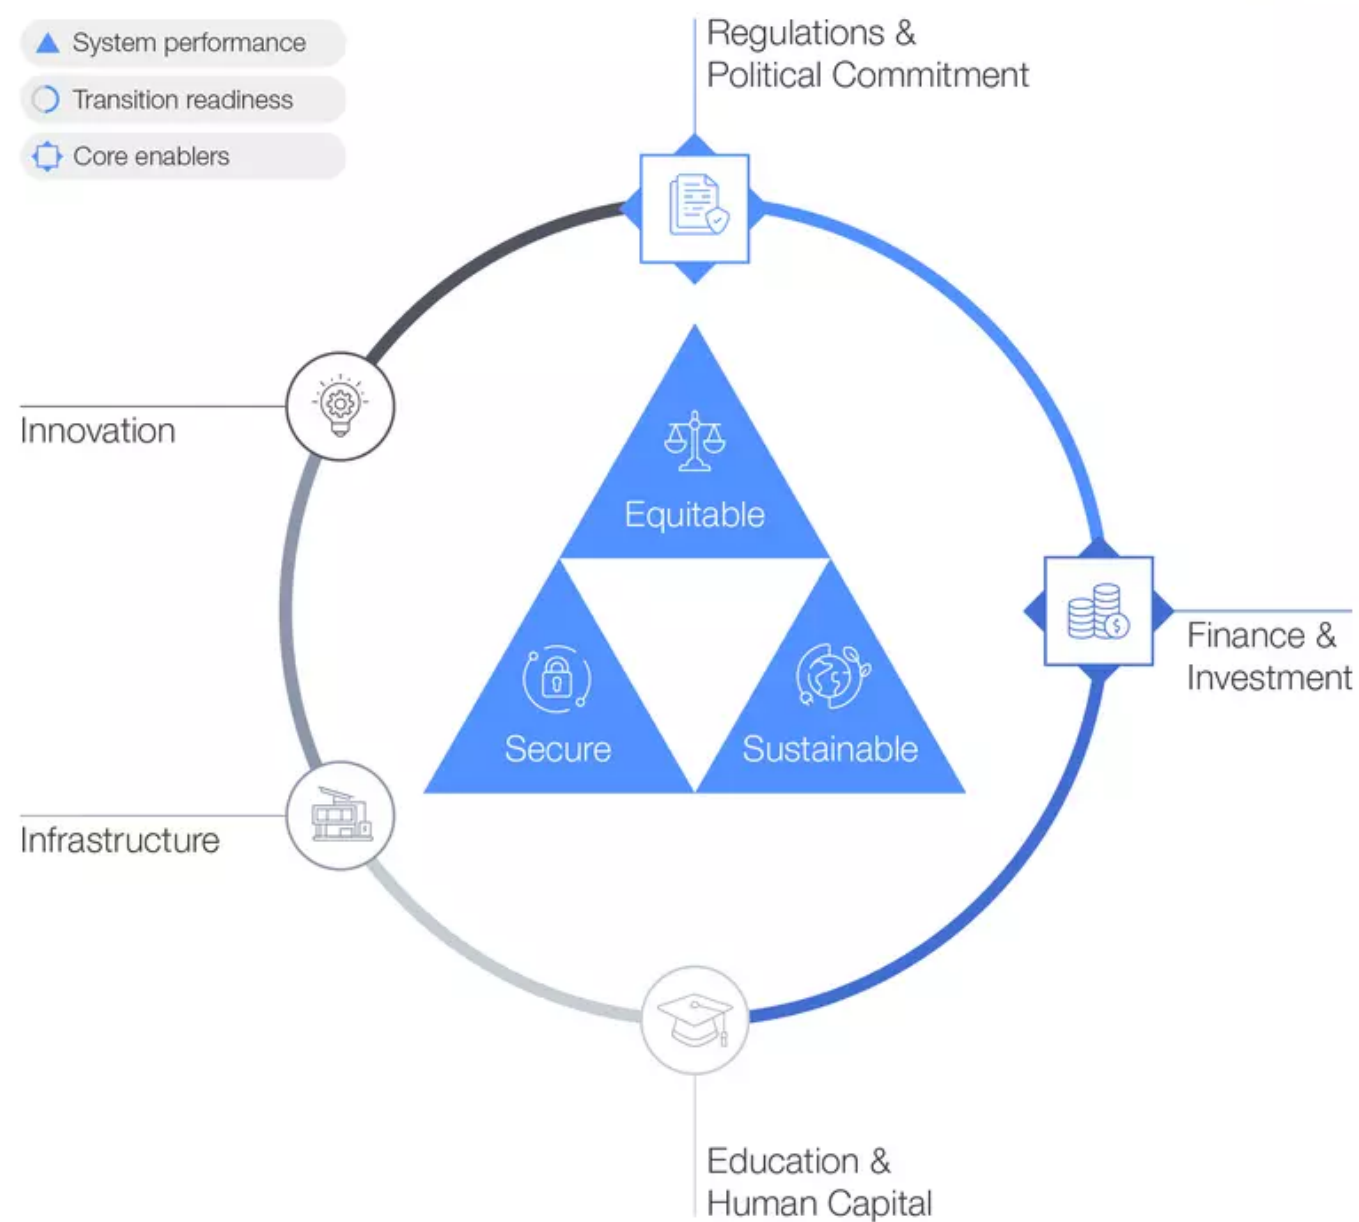 System performance
Transition readiness
Core enablers
Regulations &
Political Commitment
Innovation
Equitable
Finance &
Investment
Secure
Sustainable
Infrastructure
Education &
Human Capital
$